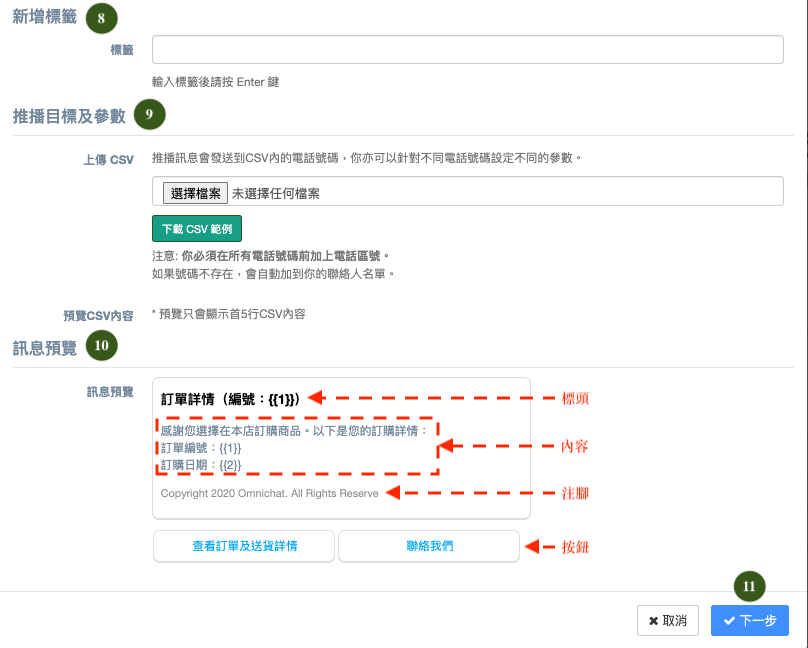 新增標籤 8
標籤
輸入標籤後請按 Enter 鍵
推播目標及參數 9
上傳 CSV
推播訊息會發送到CSV內的電話號碼，你亦可以針對不同電話號碼設定不同的參數。
選擇檔案 未選擇任何檔案
下載 CSV 範例
注意: 你必須在所有電話號碼前加上電話區號。
如果號碼不存在，會自動加到你的聯絡人名單。
預覽CSV內容
* 預覽只會顯示首5行CSV內容
訊息預覽 10
訊息預覽
訂單詳情（編號：{{1}}） 標頭
感謝您選擇在本店訂購商品。以下是您的訂購詳情：
訂單編號：{{1}} 內容
訂購日期：{{2}}
Copyright 2020 Omnichat. All Rights Reserve 注腳
查看訂單及送貨詳情 聯絡我們 按鈕
11
取消 下一步